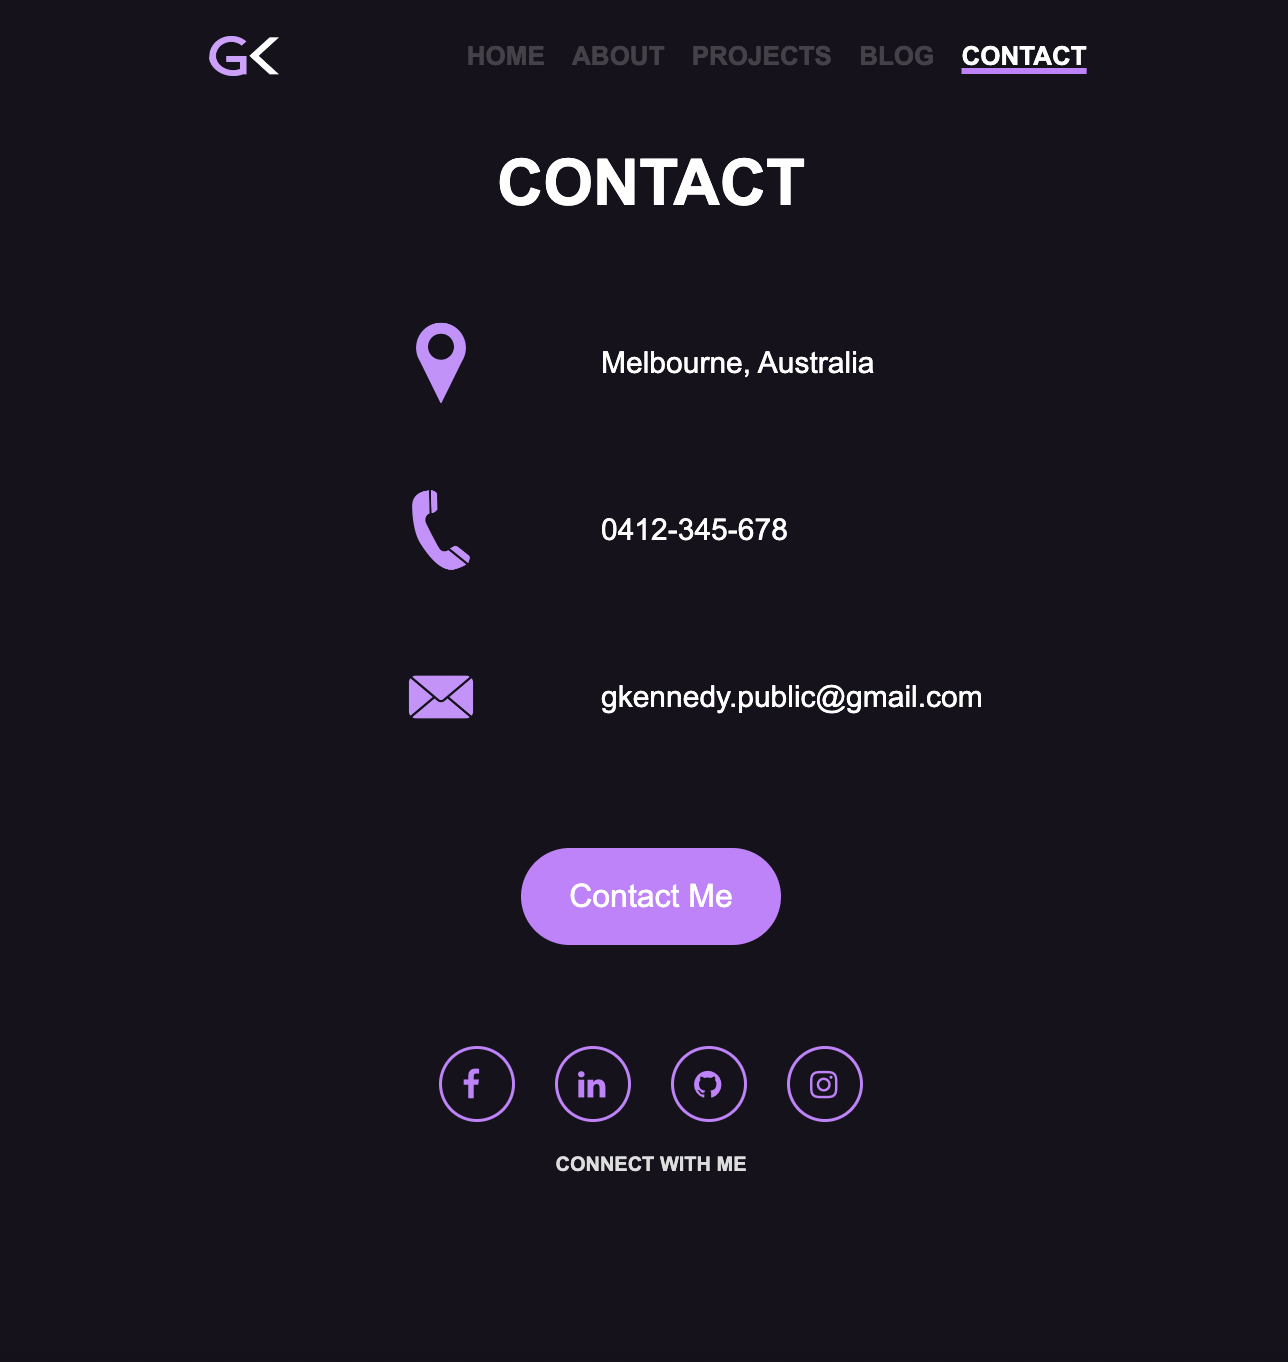 GK
HOME ABOUT PROJECTS BLOG CONTACT
CONTACT
Melbourne, Australia
0412-345-678
gkennedy.public@gmail.com
Contact Me
f in
CONNECT WITH ME